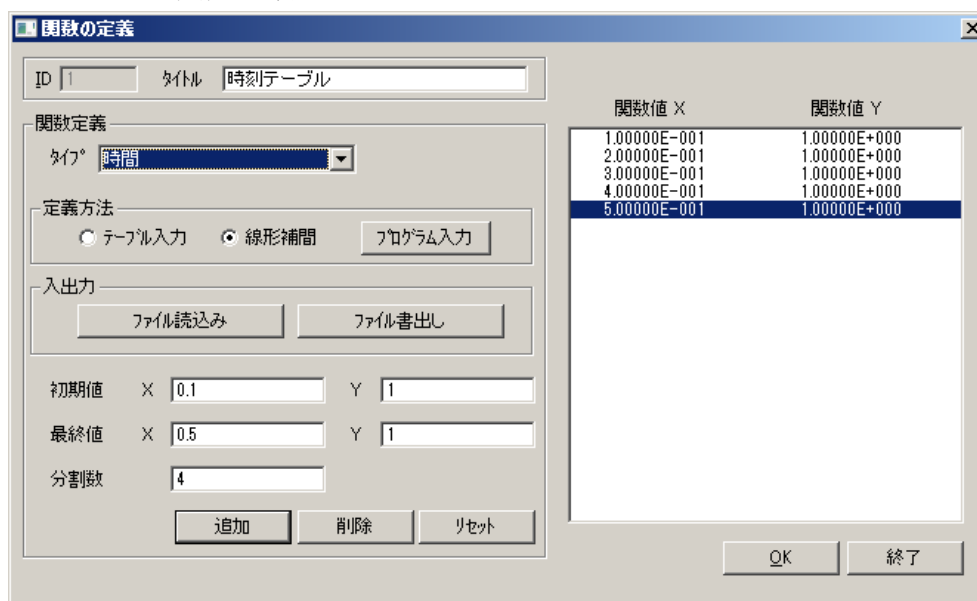 関数の定義
ID 1 ﾀｲﾄﾙ 時刻テーブル
関数定義
ﾀｲﾌﾟ 時間
定義方法
ﾃｰﾌﾞﾙ入力 線形補間 ﾌﾟﾛｸﾞﾗﾑ入力
入出力
ﾌｧｲﾙ読込み ﾌｧｲﾙ書出し
初期値 X 0.1 Y 1
最終値 X 0.5 Y 1
分割数 4
追加 削除 ﾘｾｯﾄ
関数値 X 関数値 Y
1.00000E-001 1.00000E+000
2.00000E-001 1.00000E+000
3.00000E-001 1.00000E+000
4.00000E-001 1.00000E+000
5.00000E-001 1.00000E+000
OK 終了